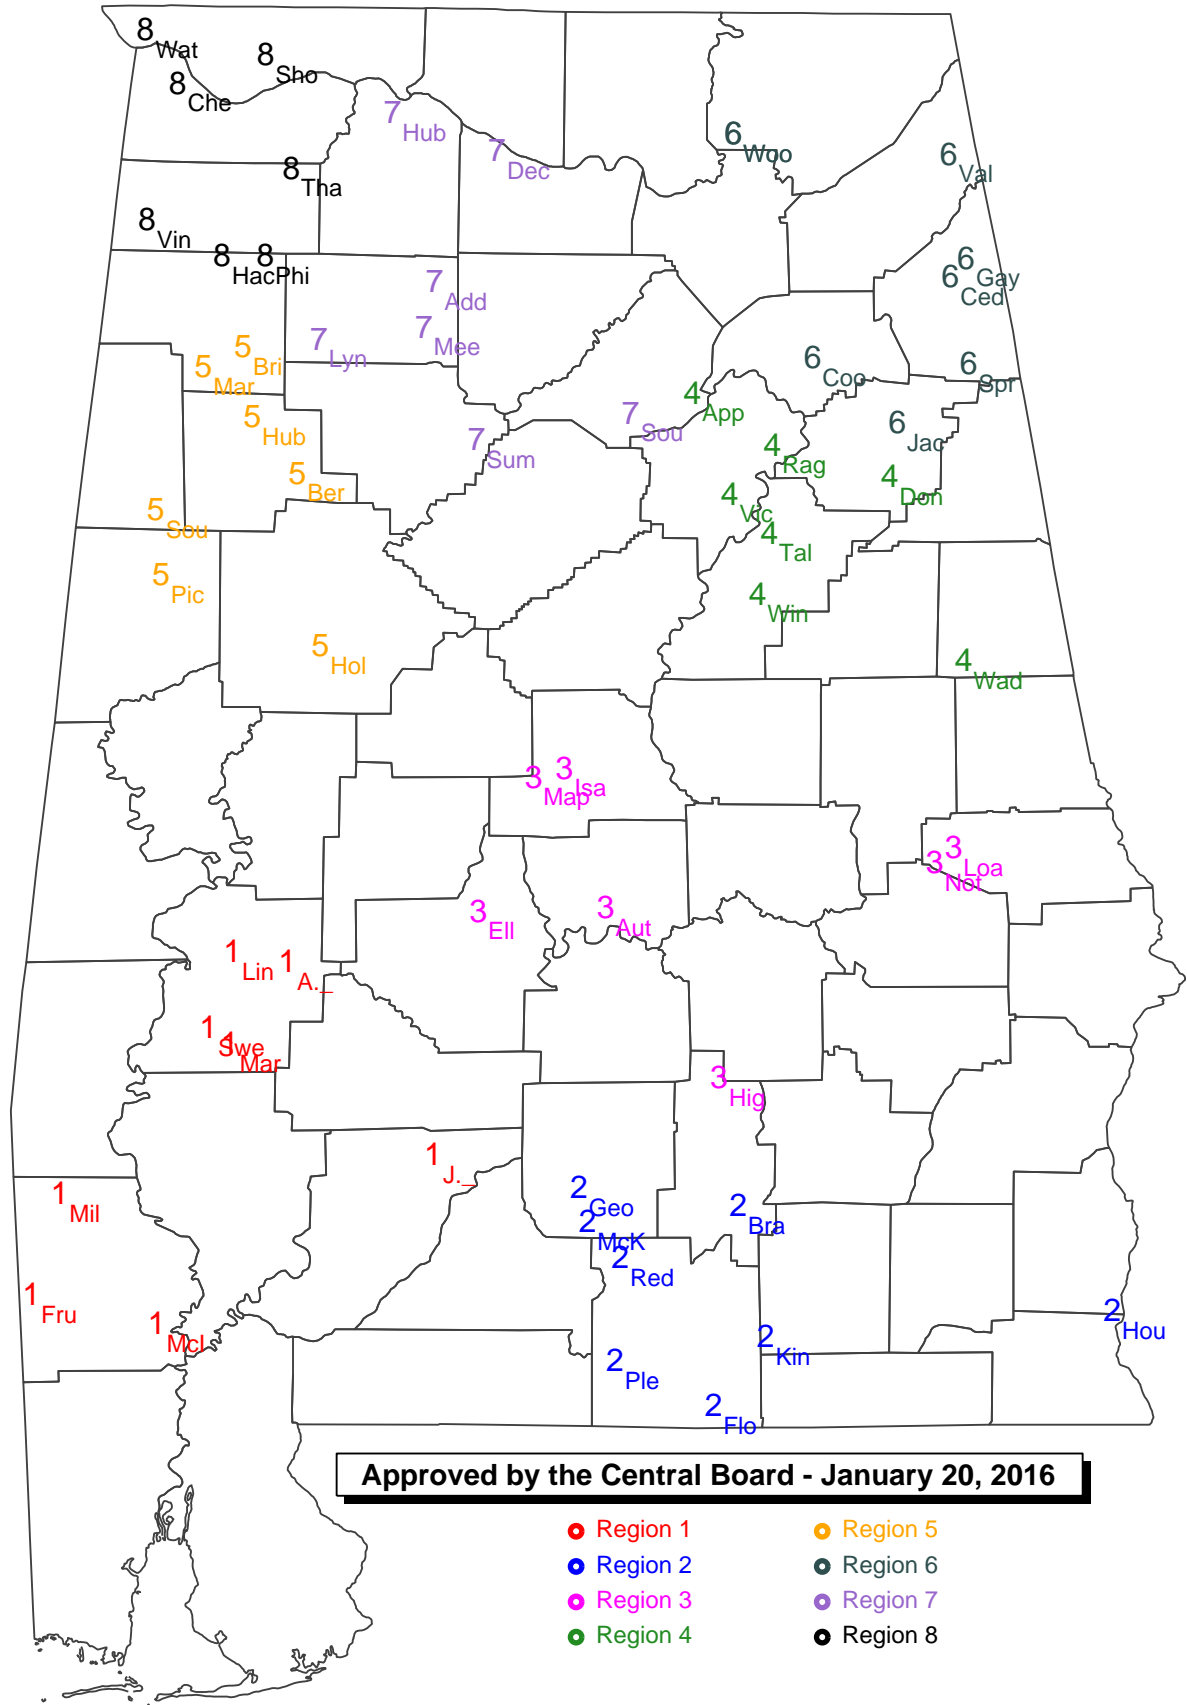 8 Wat
8 Sho
8 Che
7 Hub
6 Woo
7 Dec
6 Val
8 Tha
8 Vin
8 Hac
8 Phi
6 Gay
6 Ced
7 Add
7 Mee
7 Lyn
5 Bri
5 Mar
6 Coo
6 Spr
4 App
7 Sou
5 Hub
6 Jac
7 Sum
4 Rag
5 Ber
4 Don
4 Vic
5 Sou
4 Tal
5 Pic
4 Win
5 Hol
4 Wad
3 Isa
3 Map
3 Loa
3 Not
3 Ell
3 Aut
1 Lin
1 A._
1 Swe
1 Mar
3 Hig
1 J._
1 Mil
2 Geo
2 Bra
2 McK
2 Red
1 Fru
1 McI
2 Hou
2 Kin
2 Ple
2 Flo
Approved by the Central Board - January 20, 2016
Region 1
Region 2
Region 3
Region 4
Region 5
Region 6
Region 7
Region 8